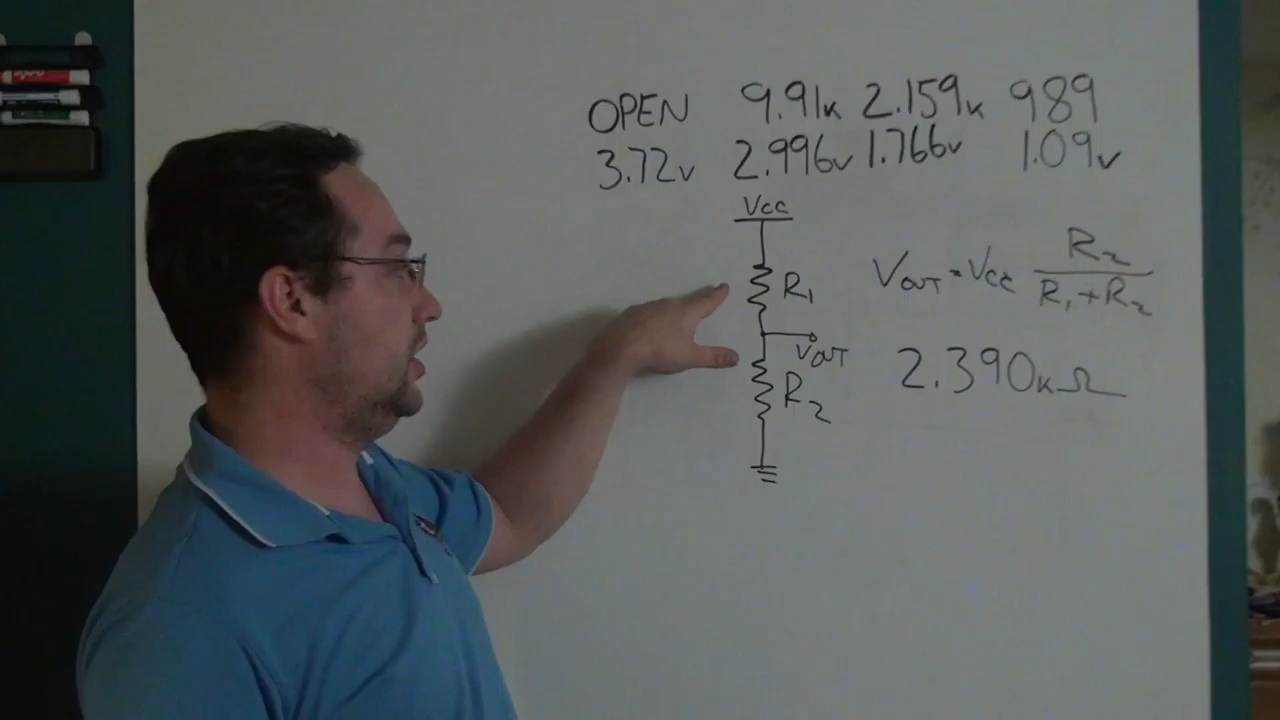 OPEN 9.91k 2.159k 989
3.72v 2.996v 1.766v 1.09v
Vcc
R1
VOUT = Vcc R2 / R1 + R2
VOUT
R2
2.390kΩ